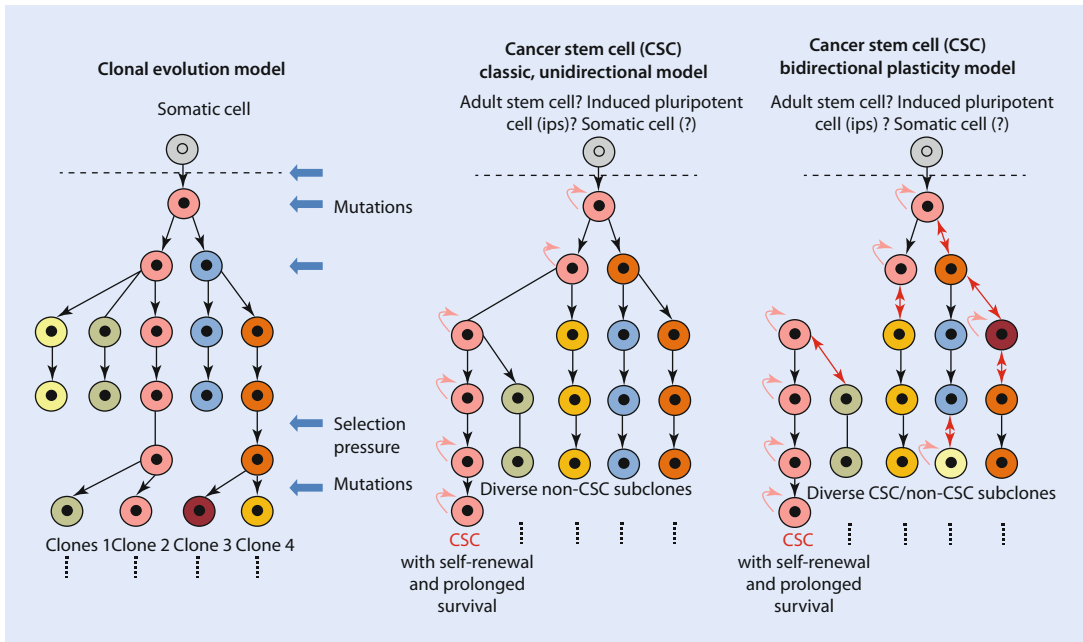 Clonal evolution model
Somatic cell
Mutations
Selection
pressure
Mutations
Clones 1
Clone 2
Clone 3
Clone 4
Cancer stem cell (CSC)
classic, unidirectional model
Adult stem cell? Induced pluripotent
cell (ips)? Somatic cell (?)
Diverse non-CSC subclones
CSC
with self-renewal
and prolonged
survival
Cancer stem cell (CSC)
bidirectional plasticity model
Adult stem cell? Induced pluripotent
cell (ips) ? Somatic cell (?)
Diverse CSC/non-CSC subclones
CSC
with self-renewal
and prolonged
survival